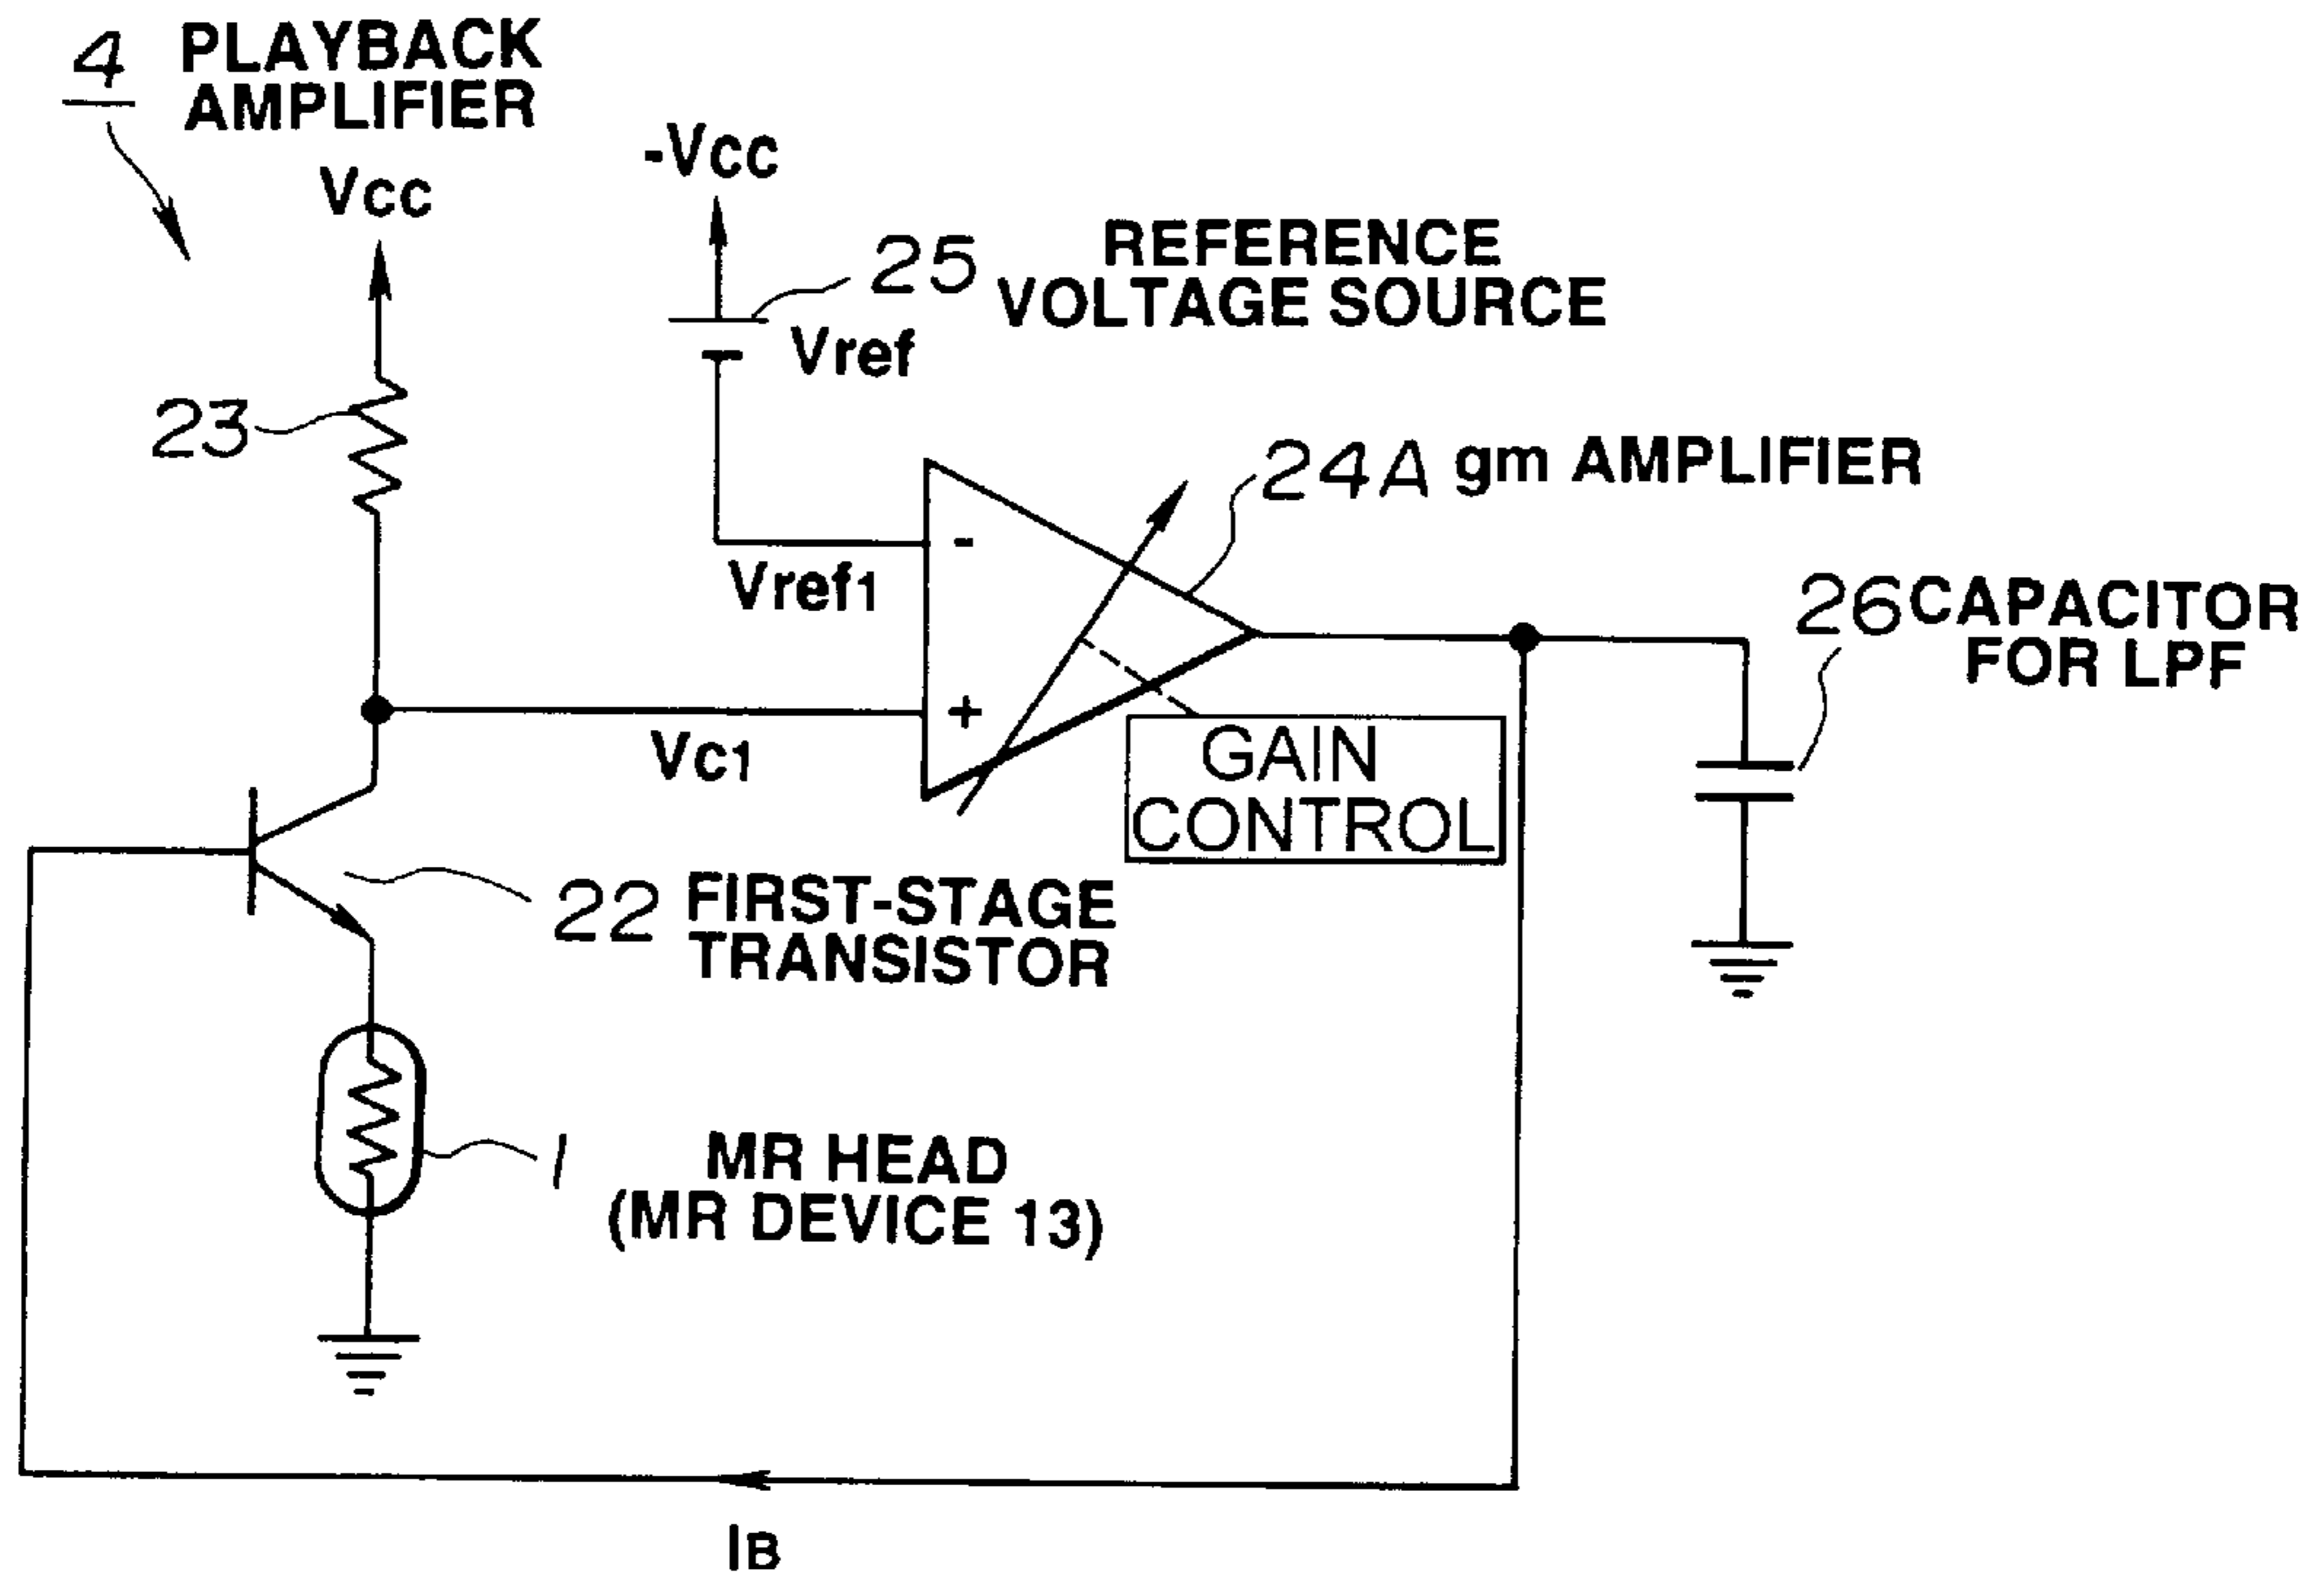 4 PLAYBACK
AMPLIFIER
Vcc
-Vcc
25 REFERENCE
VOLTAGE SOURCE
Vref
23
24A gm AMPLIFIER
-
Vref1
26 CAPACITOR
FOR LPF
+
Vc1
GAIN
CONTROL
22 FIRST-STAGE
TRANSISTOR
1 MR HEAD
(MR DEVICE 13)
IB